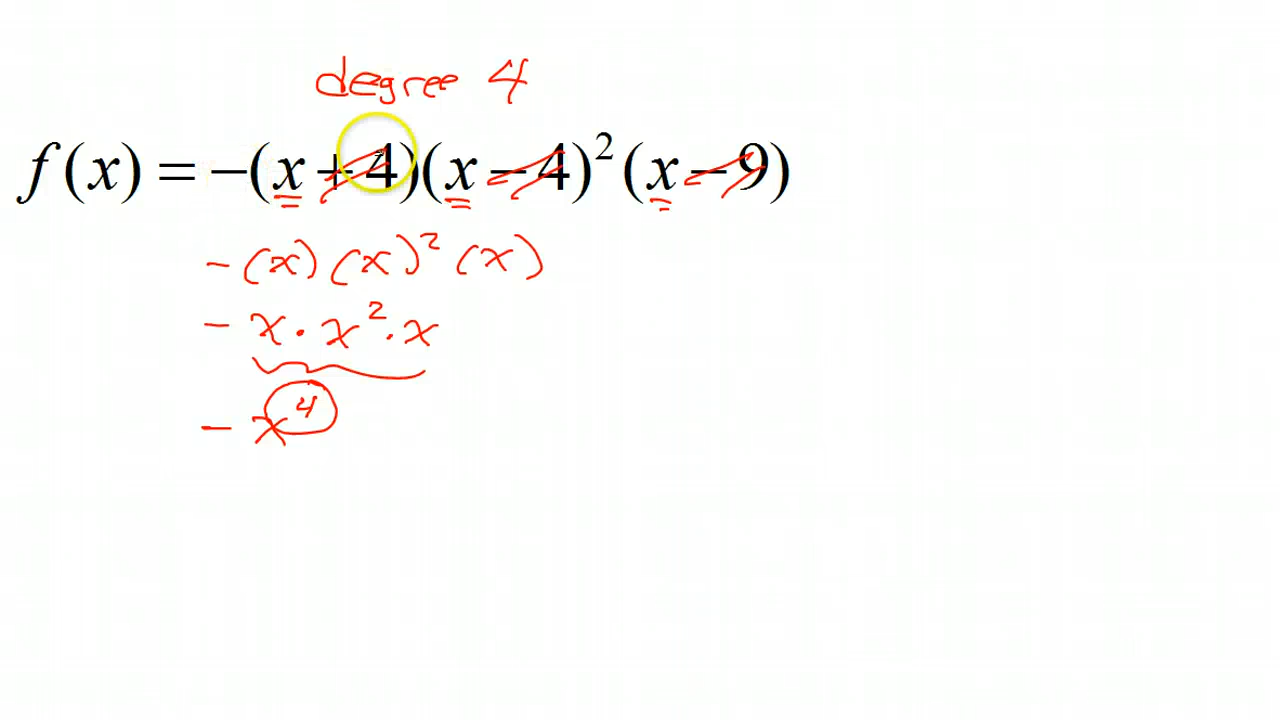 degree 4
f(x) = −(x + 4)(x − 4)²(x − 9)
− (x) (x)² (x)
− x · x² · x
− x⁴